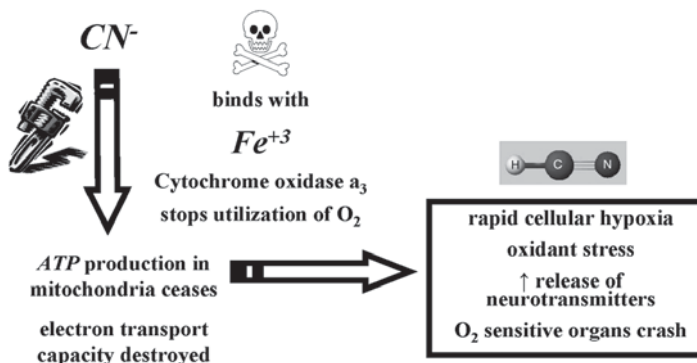 CN-
binds with
Fe+3
Cytochrome oxidase a3
stops utilization of O2
ATP production in
mitochondria ceases
electron transport
capacity destroyed
H C N
rapid cellular hypoxia
oxidant stress
↑ release of
neurotransmitters
O2 sensitive organs crash